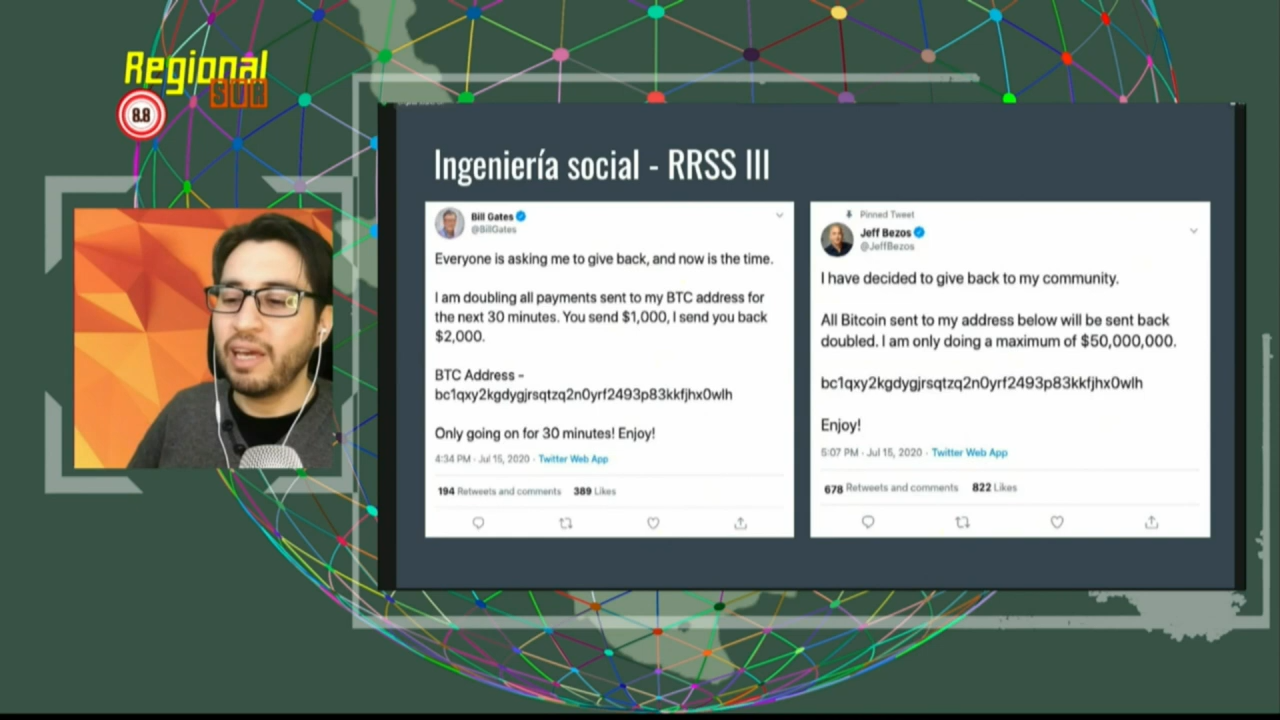 Regional
SUR
8.8
Ingeniería social - RRSS III
Bill Gates
@BillGates
Everyone is asking me to give back, and now is the time.
I am doubling all payments sent to my BTC address for
the next 30 minutes. You send $1,000, I send you back
$2,000.
BTC Address -
bc1qxy2kgdygjrsqtzq2n0yrf2493p83kkfjhx0wlh
Only going on for 30 minutes! Enjoy!
4:34 PM · Jul 15, 2020 · Twitter Web App
194 Retweets and comments 389 Likes
Pinned Tweet
Jeff Bezos
@JeffBezos
I have decided to give back to my community.
All Bitcoin sent to my address below will be sent back
doubled. I am only doing a maximum of $50,000,000.
bc1qxy2kgdygjrsqtzq2n0yrf2493p83kkfjhx0wlh
Enjoy!
5:07 PM · Jul 15, 2020 · Twitter Web App
678 Retweets and comments 822 Likes